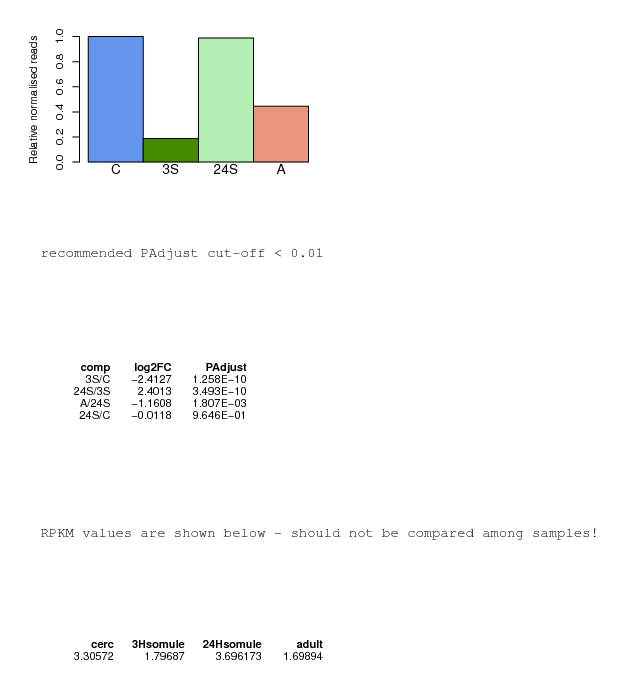 Relative normalised reads
1.0
0.8
0.6
0.4
0.2
0.0
C 3S 24S A
recommended PAdjust cut-off < 0.01
comp log2FC PAdjust
3S/C −2.4127 1.258E−10
24S/3S 2.4013 3.493E−10
A/24S −1.1608 1.807E−03
24S/C −0.0118 9.646E−01
RPKM values are shown below - should not be compared among samples!
cerc 3Hsomule 24Hsomule adult
3.30572 1.79687 3.696173 1.69894